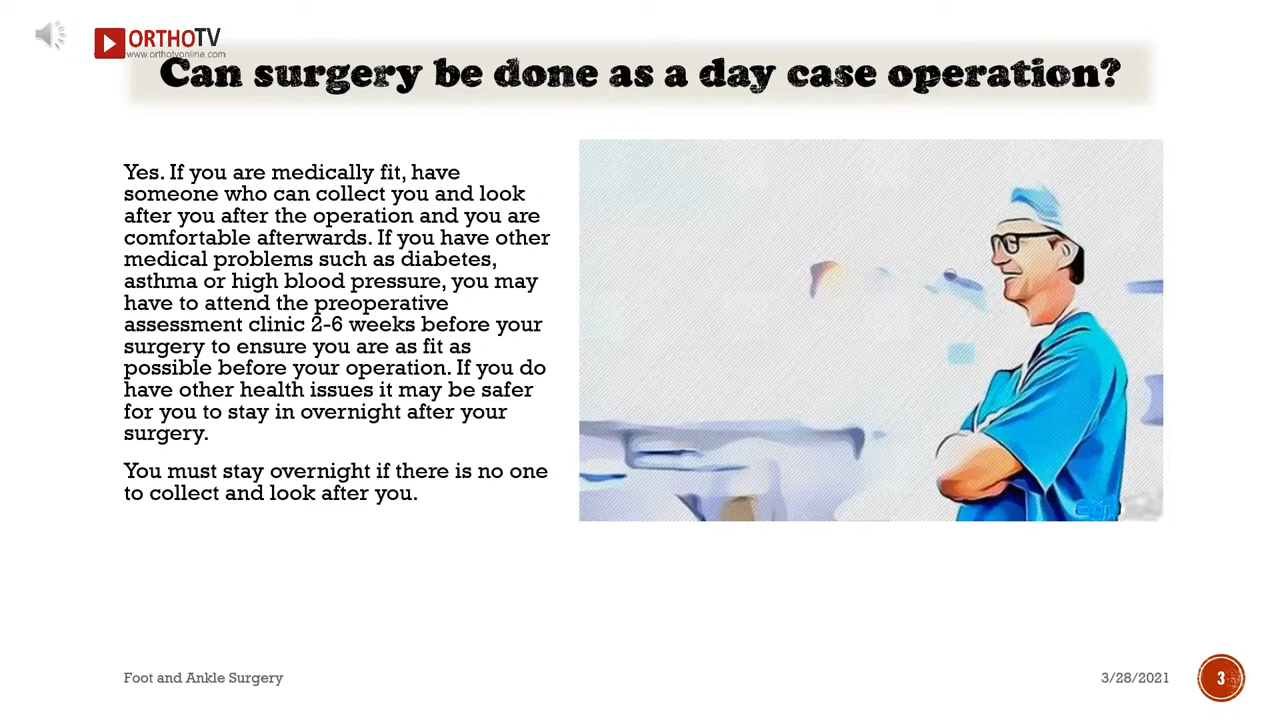 ORTHOTV
www.orthotvonline.com
Can surgery be done as a day case operation?
Yes. If you are medically fit, have
someone who can collect you and look
after you after the operation and you are
comfortable afterwards. If you have other
medical problems such as diabetes,
asthma or high blood pressure, you may
have to attend the preoperative
assessment clinic 2-6 weeks before your
surgery to ensure you are as fit as
possible before your operation. If you do
have other health issues it may be safer
for you to stay in overnight after your
surgery.
You must stay overnight if there is no one
to collect and look after you.
Foot and Ankle Surgery
3/28/2021
3